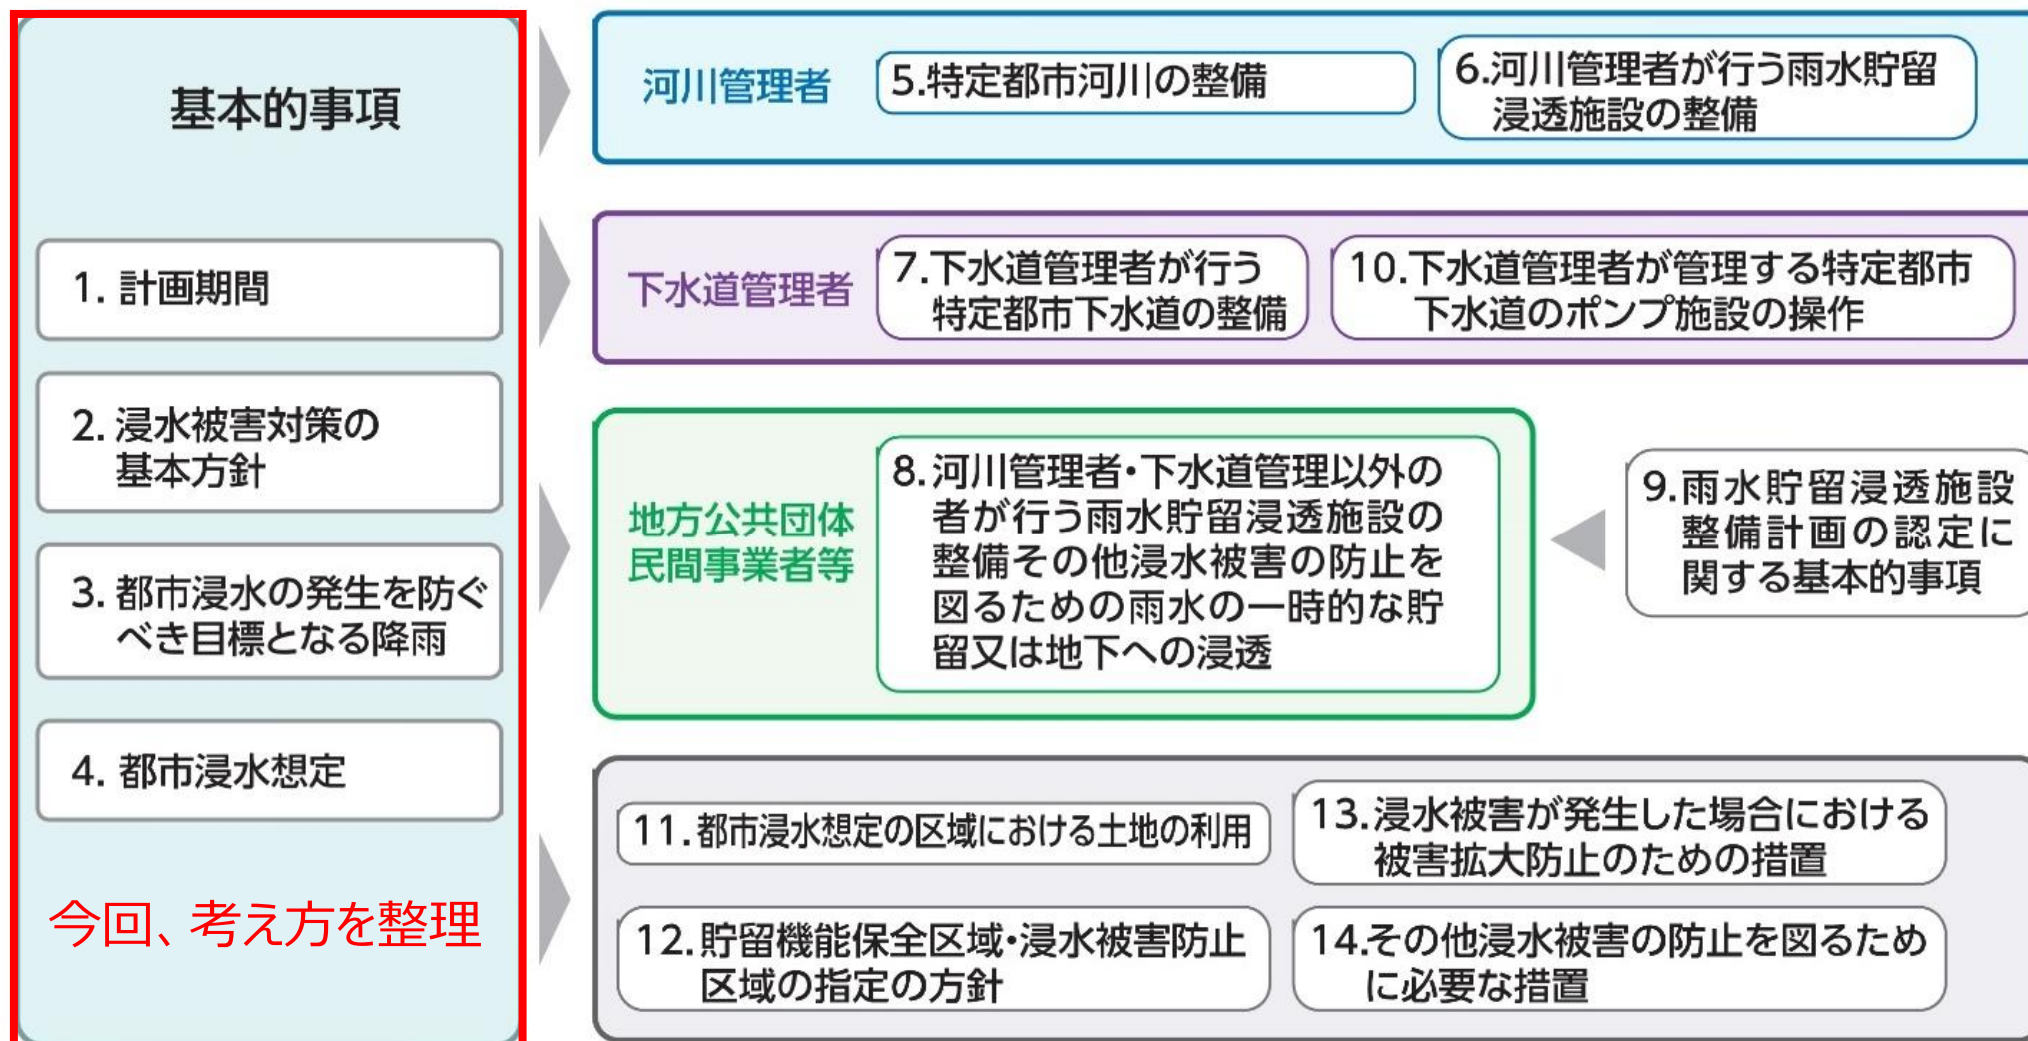 基本的事項
1. 計画期間
2. 浸水被害対策の
基本方針
3. 都市浸水の発生を防ぐ
べき目標となる降雨
4. 都市浸水想定
今回、考え方を整理
河川管理者
5.特定都市河川の整備
6.河川管理者が行う雨水貯留
浸透施設の整備
下水道管理者
7.下水道管理者が行う
特定都市下水道の整備
10.下水道管理者が管理する特定都市
下水道のポンプ施設の操作
地方公共団体
民間事業者等
8.河川管理者・下水道管理以外の
者が行う雨水貯留浸透施設の
整備その他浸水被害の防止を
図るための雨水の一時的な貯
留又は地下への浸透
9.雨水貯留浸透施設
整備計画の認定に
関する基本的事項
11.都市浸水想定の区域における土地の利用
12.貯留機能保全区域・浸水被害防止
区域の指定の方針
13.浸水被害が発生した場合における
被害拡大防止のための措置
14.その他浸水被害の防止を図るため
に必要な措置